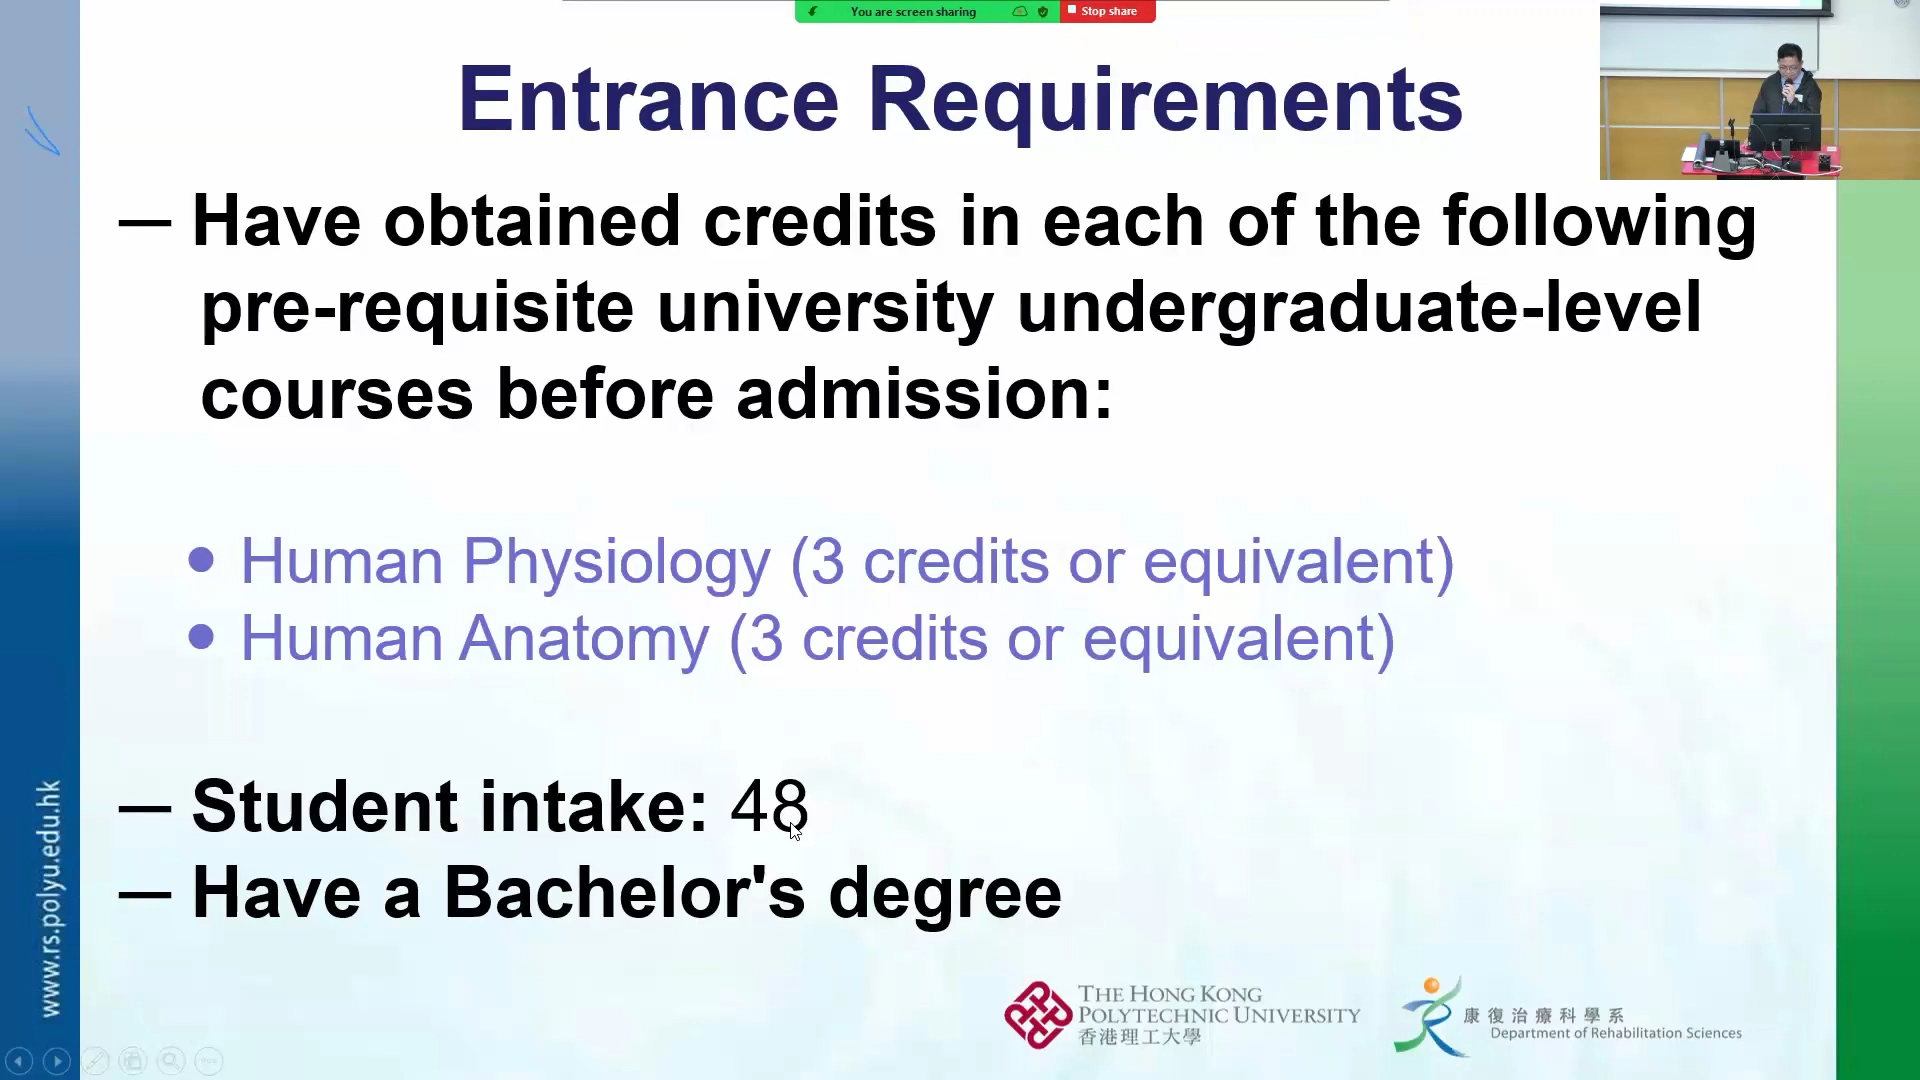 You are screen sharing
Stop share
Entrance Requirements
— Have obtained credits in each of the following
pre-requisite university undergraduate-level
courses before admission:
• Human Physiology (3 credits or equivalent)
• Human Anatomy (3 credits or equivalent)
— Student intake: 48
— Have a Bachelor's degree
www.rs.polyu.edu.hk
THE HONG KONG
POLYTECHNIC UNIVERSITY
香港理工大學
康復治療科學系
Department of Rehabilitation Sciences